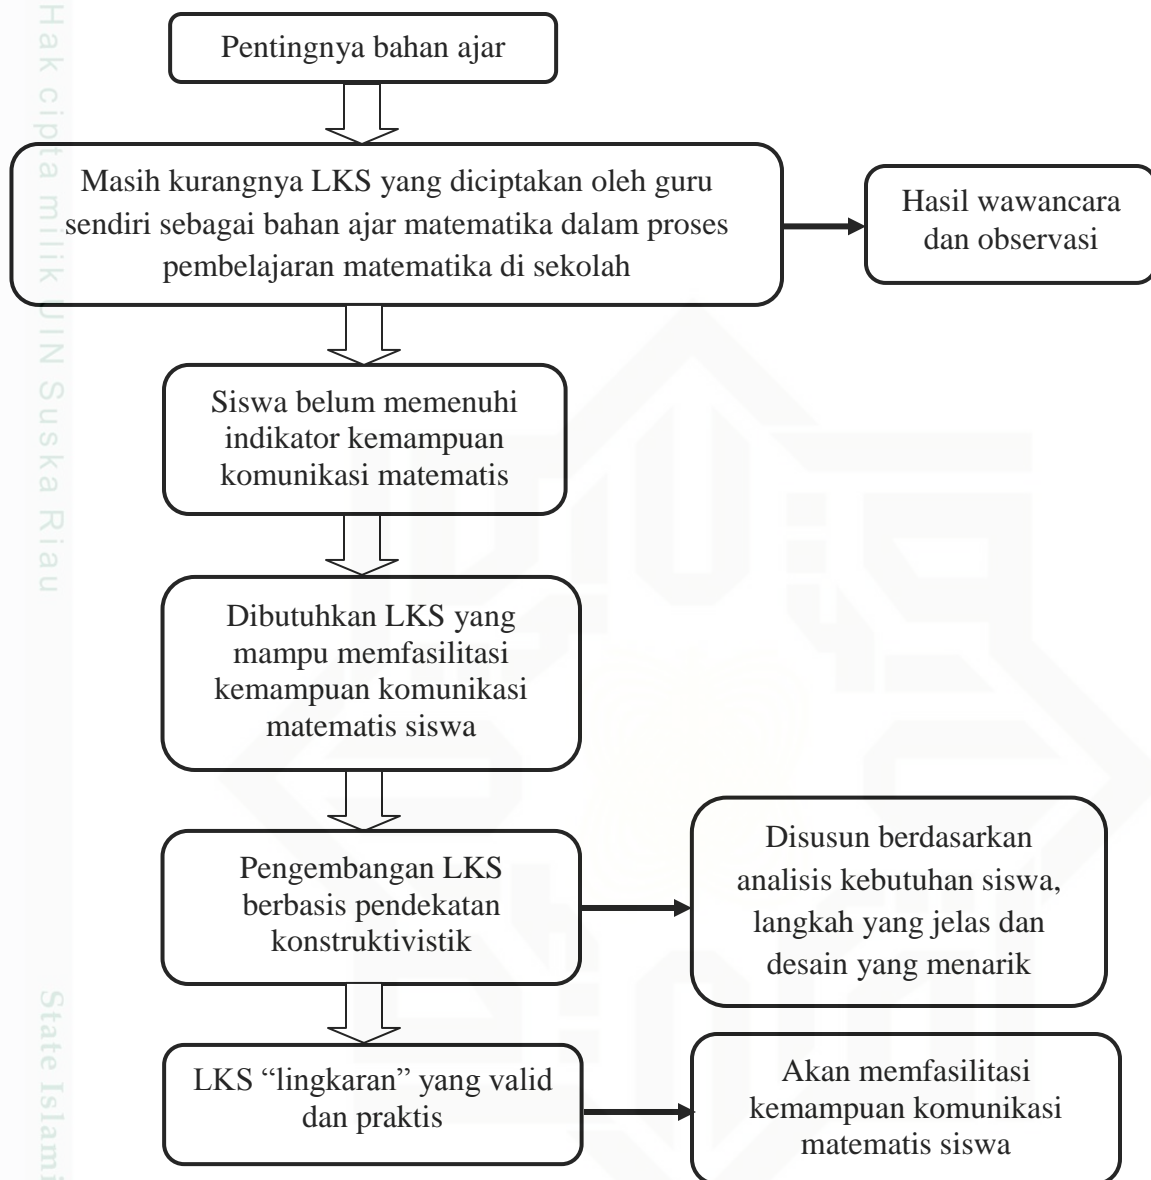 Hak cipta milik UIN Suska Riau
State Islami
Pentingnya bahan ajar
Masih kurangnya LKS yang diciptakan oleh guru
sendiri sebagai bahan ajar matematika dalam proses
pembelajaran matematika di sekolah
Hasil wawancara
dan observasi
Siswa belum memenuhi
indikator kemampuan
komunikasi matematis
Dibutuhkan LKS yang
mampu memfasilitasi
kemampuan komunikasi
matematis siswa
Pengembangan LKS
berbasis pendekatan
konstruktivistik
Disusun berdasarkan
analisis kebutuhan siswa,
langkah yang jelas dan
desain yang menarik
LKS “lingkaran” yang valid
dan praktis
Akan memfasilitasi
kemampuan komunikasi
matematis siswa